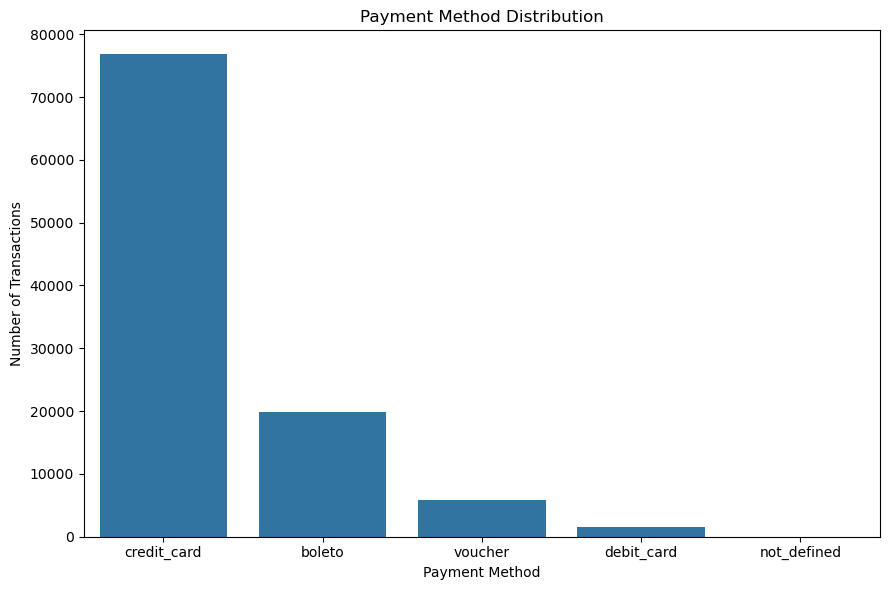 Payment Method Distribution
80000
70000
60000
50000
40000
30000
20000
10000
0
Number of Transactions
credit_card boleto voucher debit_card not_defined
Payment Method